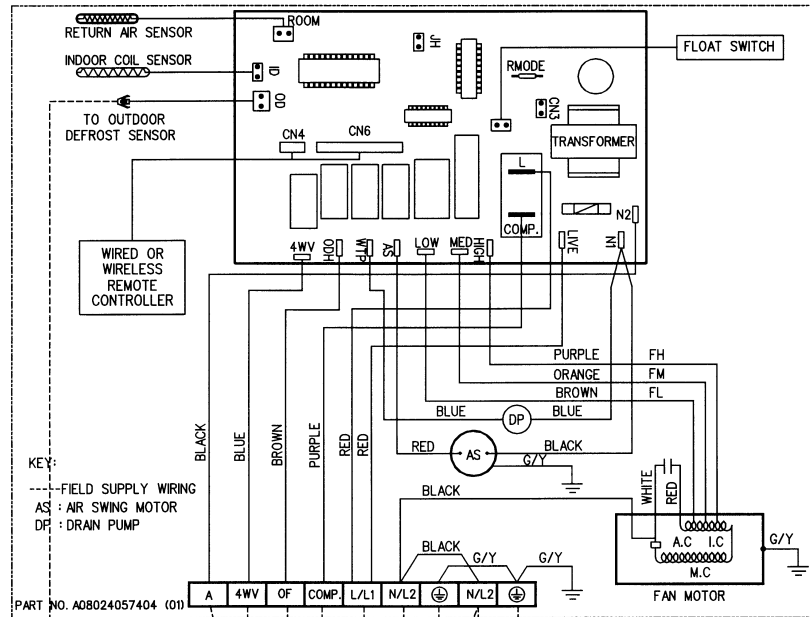 RETURN AIR SENSOR
ROOM
INDOOR COIL SENSOR
ID
OD
TO OUTDOOR
DEFROST SENSOR
JH
RMODE
CN3
FLOAT SWITCH
TRANSFORMER
CN4
CN6
L
COMP.
N2
WIRED OR
WIRELESS
REMOTE
CONTROLLER
4WV
ODH
WTP
AS
LOW
MED
HIGH
LIVE
N1
PURPLE FH
ORANGE FM
BROWN FL
BLUE
DP
BLUE
RED
AS
BLACK
G/Y
BLACK
BLUE
BROWN
PURPLE
RED
RED
BLACK
WHITE
RED
KEY:
FIELD SUPPLY WIRING
AS : AIR SWING MOTOR
DP : DRAIN PUMP
A.C I.C
M.C
G/Y
FAN MOTOR
BLACK
G/Y
G/Y
PART NO. A08024057404 (01)
A 4WV OF COMP. L/L1 N/L2 N/L2